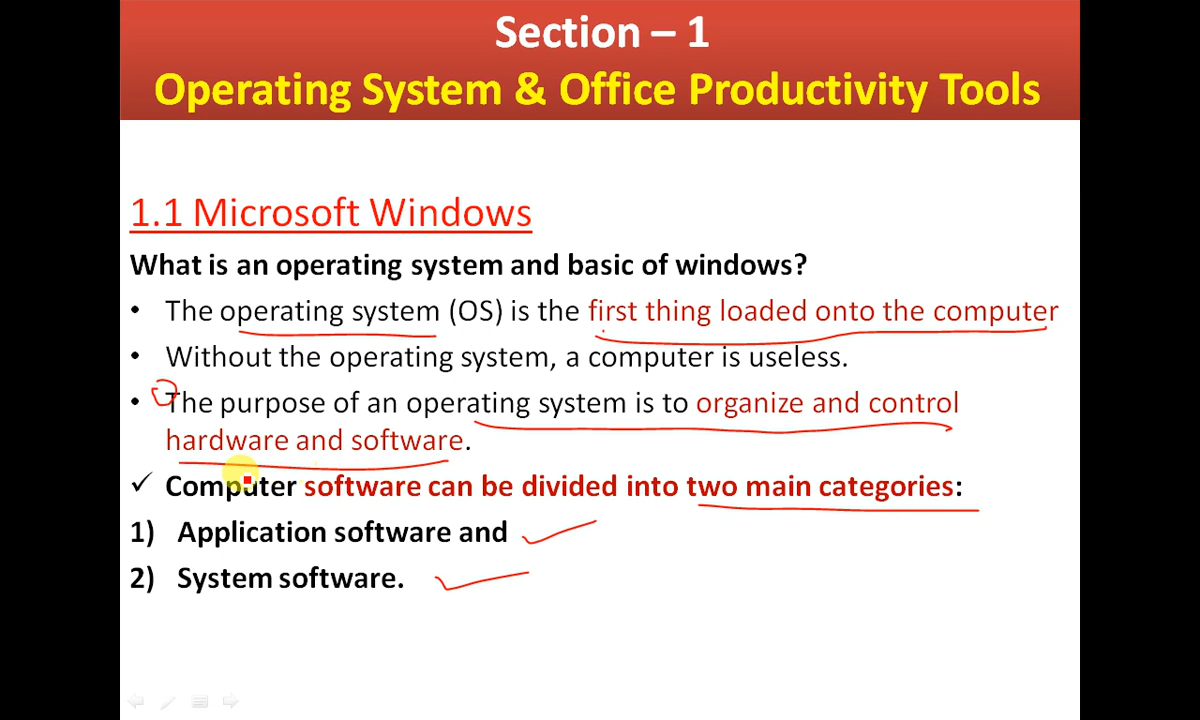 Section – 1
Operating System & Office Productivity Tools
1.1 Microsoft Windows
What is an operating system and basic of windows?
• The operating system (OS) is the first thing loaded onto the computer
• Without the operating system, a computer is useless.
• The purpose of an operating system is to organize and control
hardware and software.
✓ Computer software can be divided into two main categories:
1) Application software and
2) System software.